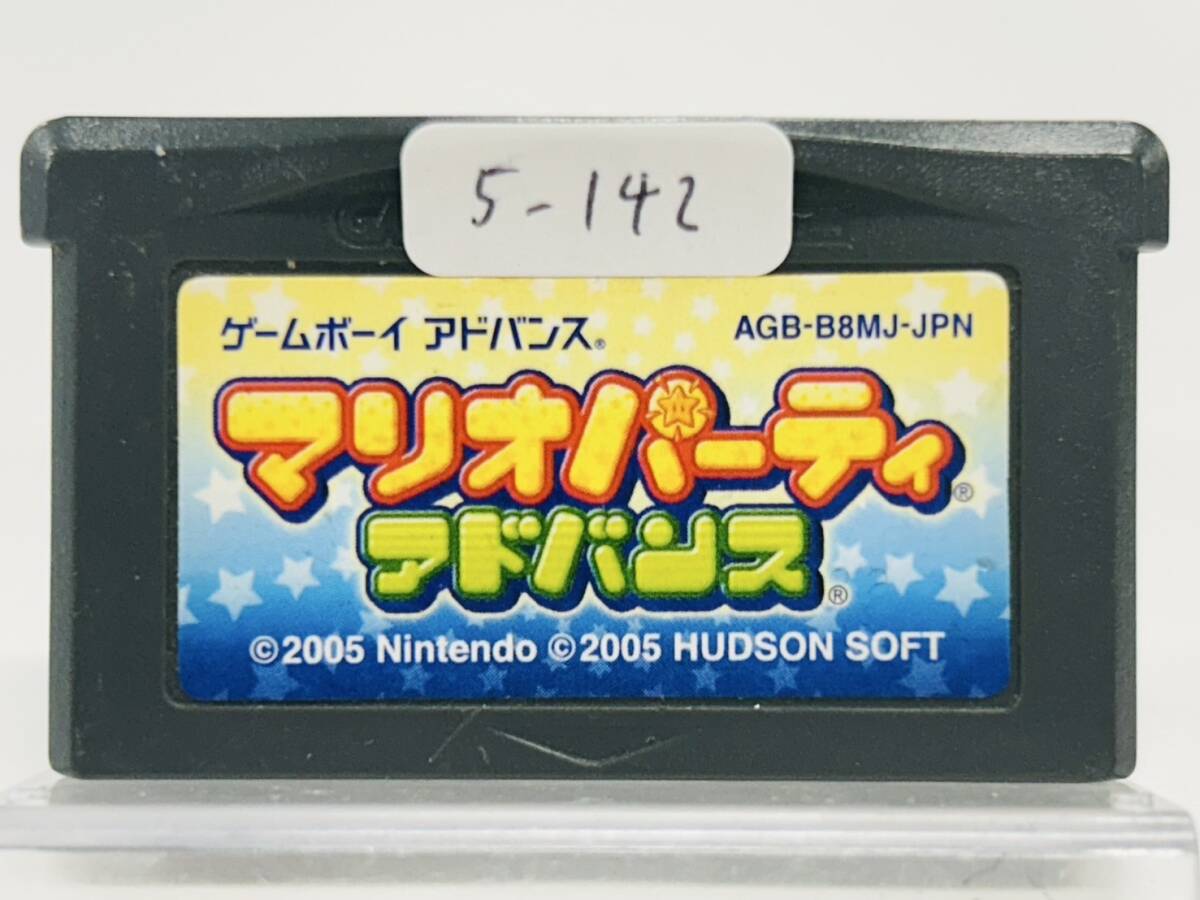 5-142
ゲームボーイ アドバンス®
AGB-B8MJ-JPN
マリオパーティ®
アドバンス®
©2005 Nintendo ©2005 HUDSON SOFT